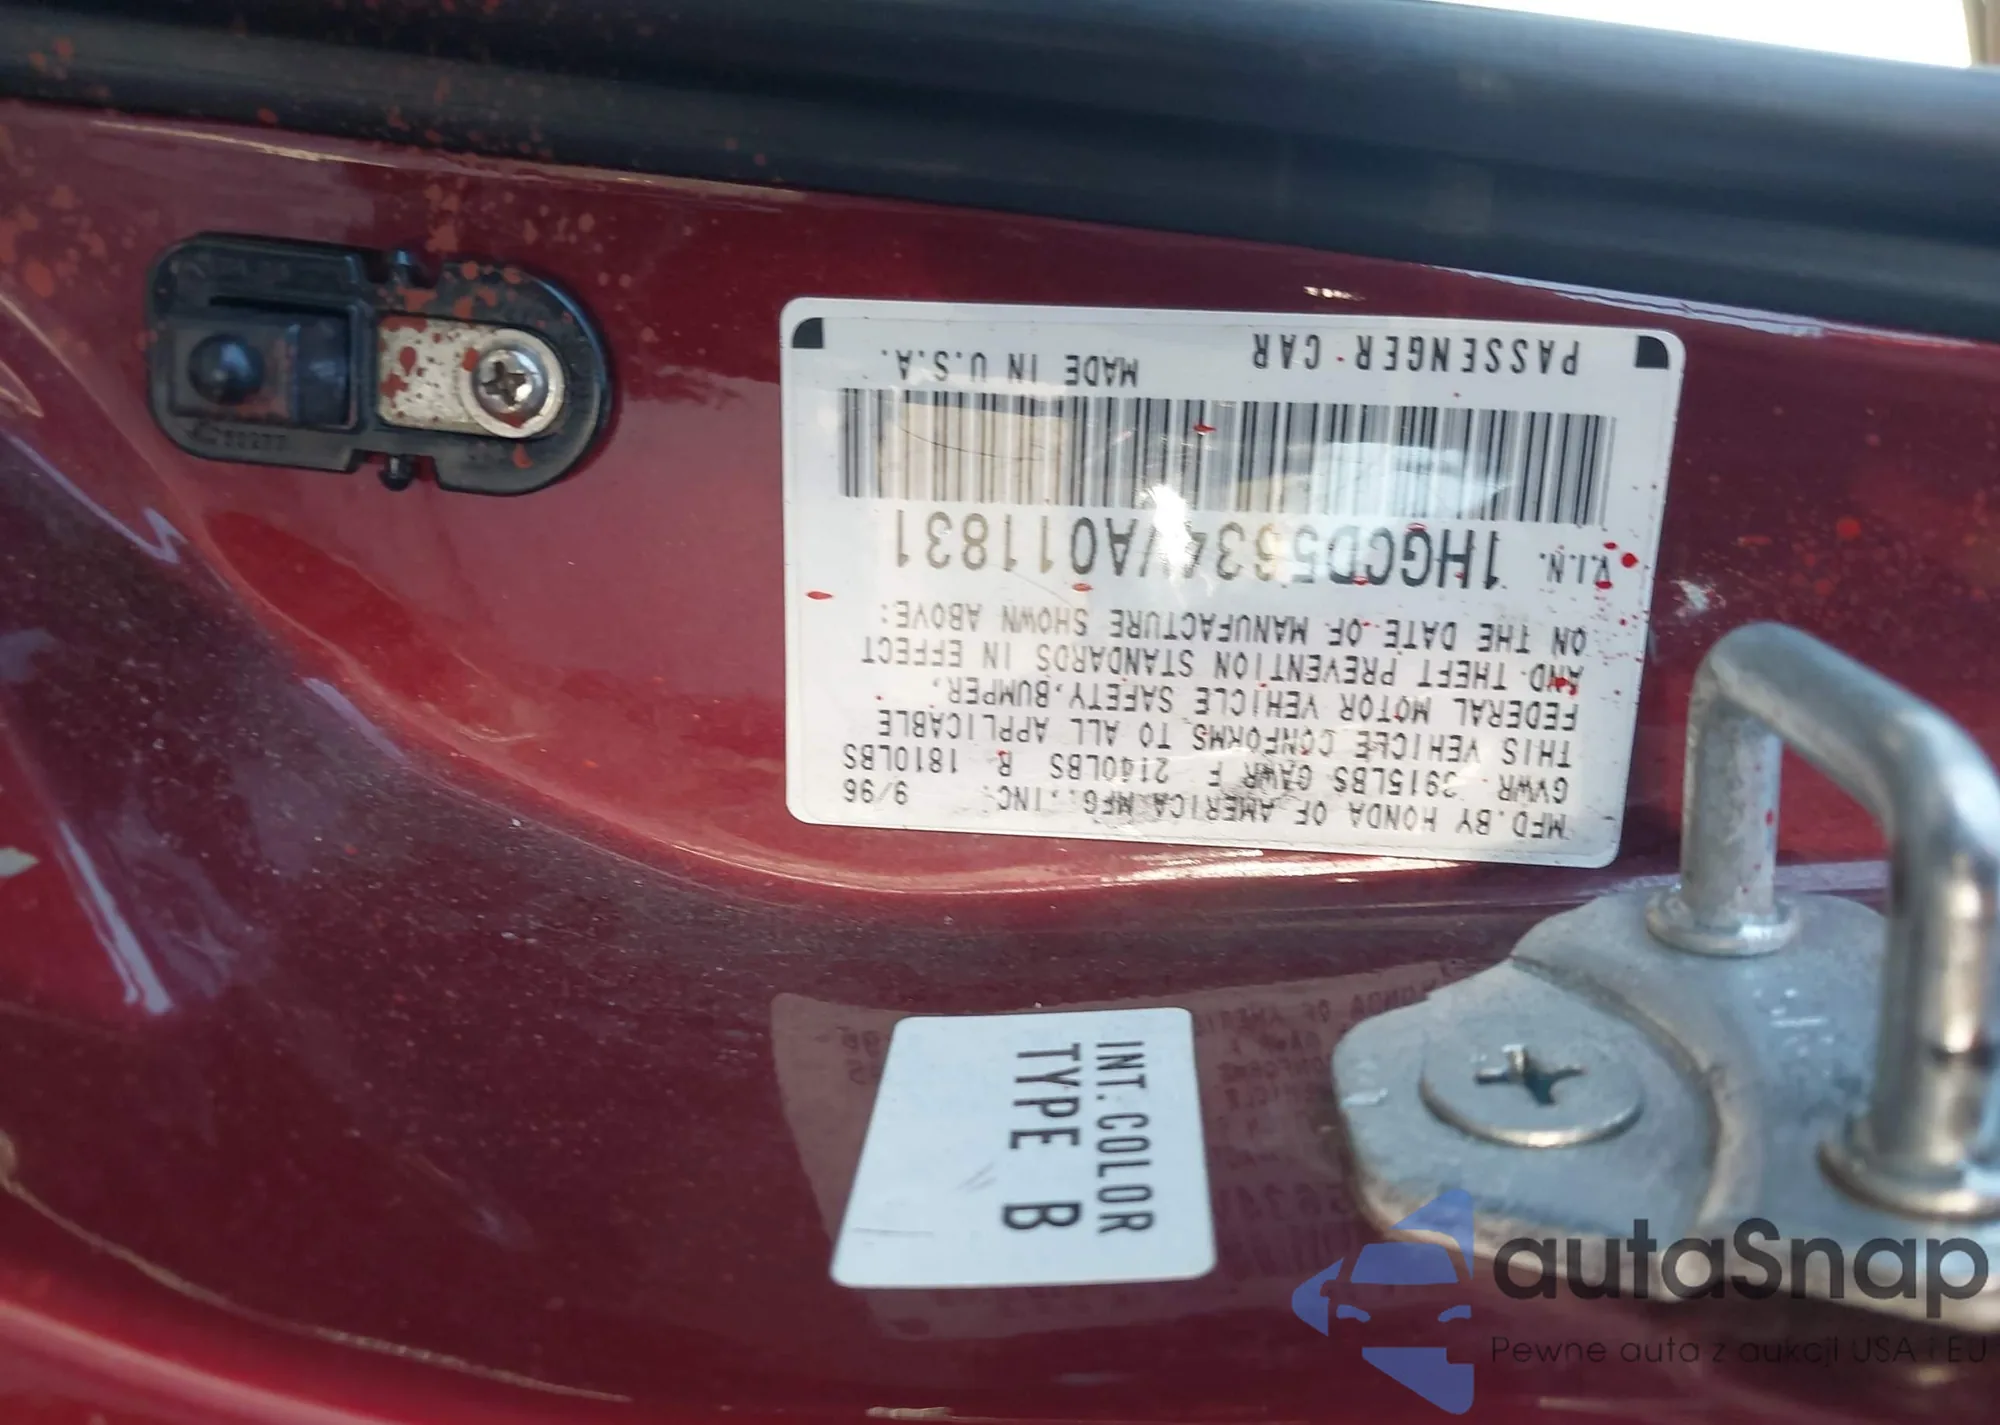 MFD. BY HONDA OF AMERICA MFG., INC. 9/96
GVWR 3915LBS GAWR F 2140LBS R 1810LBS
THIS VEHICLE CONFORMS TO ALL APPLICABLE
FEDERAL MOTOR VEHICLE SAFETY, BUMPER,
AND THEFT PREVENTION STANDARDS IN EFFECT
ON THE DATE OF MANUFACTURE SHOWN ABOVE:
V.I.N. 1HGCD5634VA011831
PASSENGER CAR MADE IN U.S.A.
INT. COLOR
TYPE B
autaSnap
Pewne auta z aukcji USA i EU